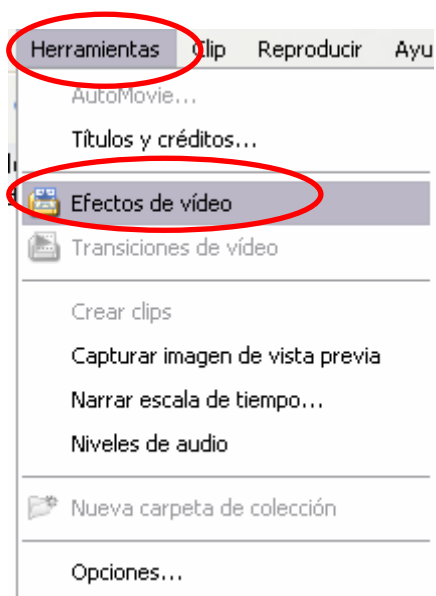 Herramientas Clip Reproducir Ayu
AutoMovie...
Títulos y créditos...
Efectos de vídeo
Transiciones de vídeo
Crear clips
Capturar imagen de vista previa
Narrar escala de tiempo...
Niveles de audio
Nueva carpeta de colección
Opciones...